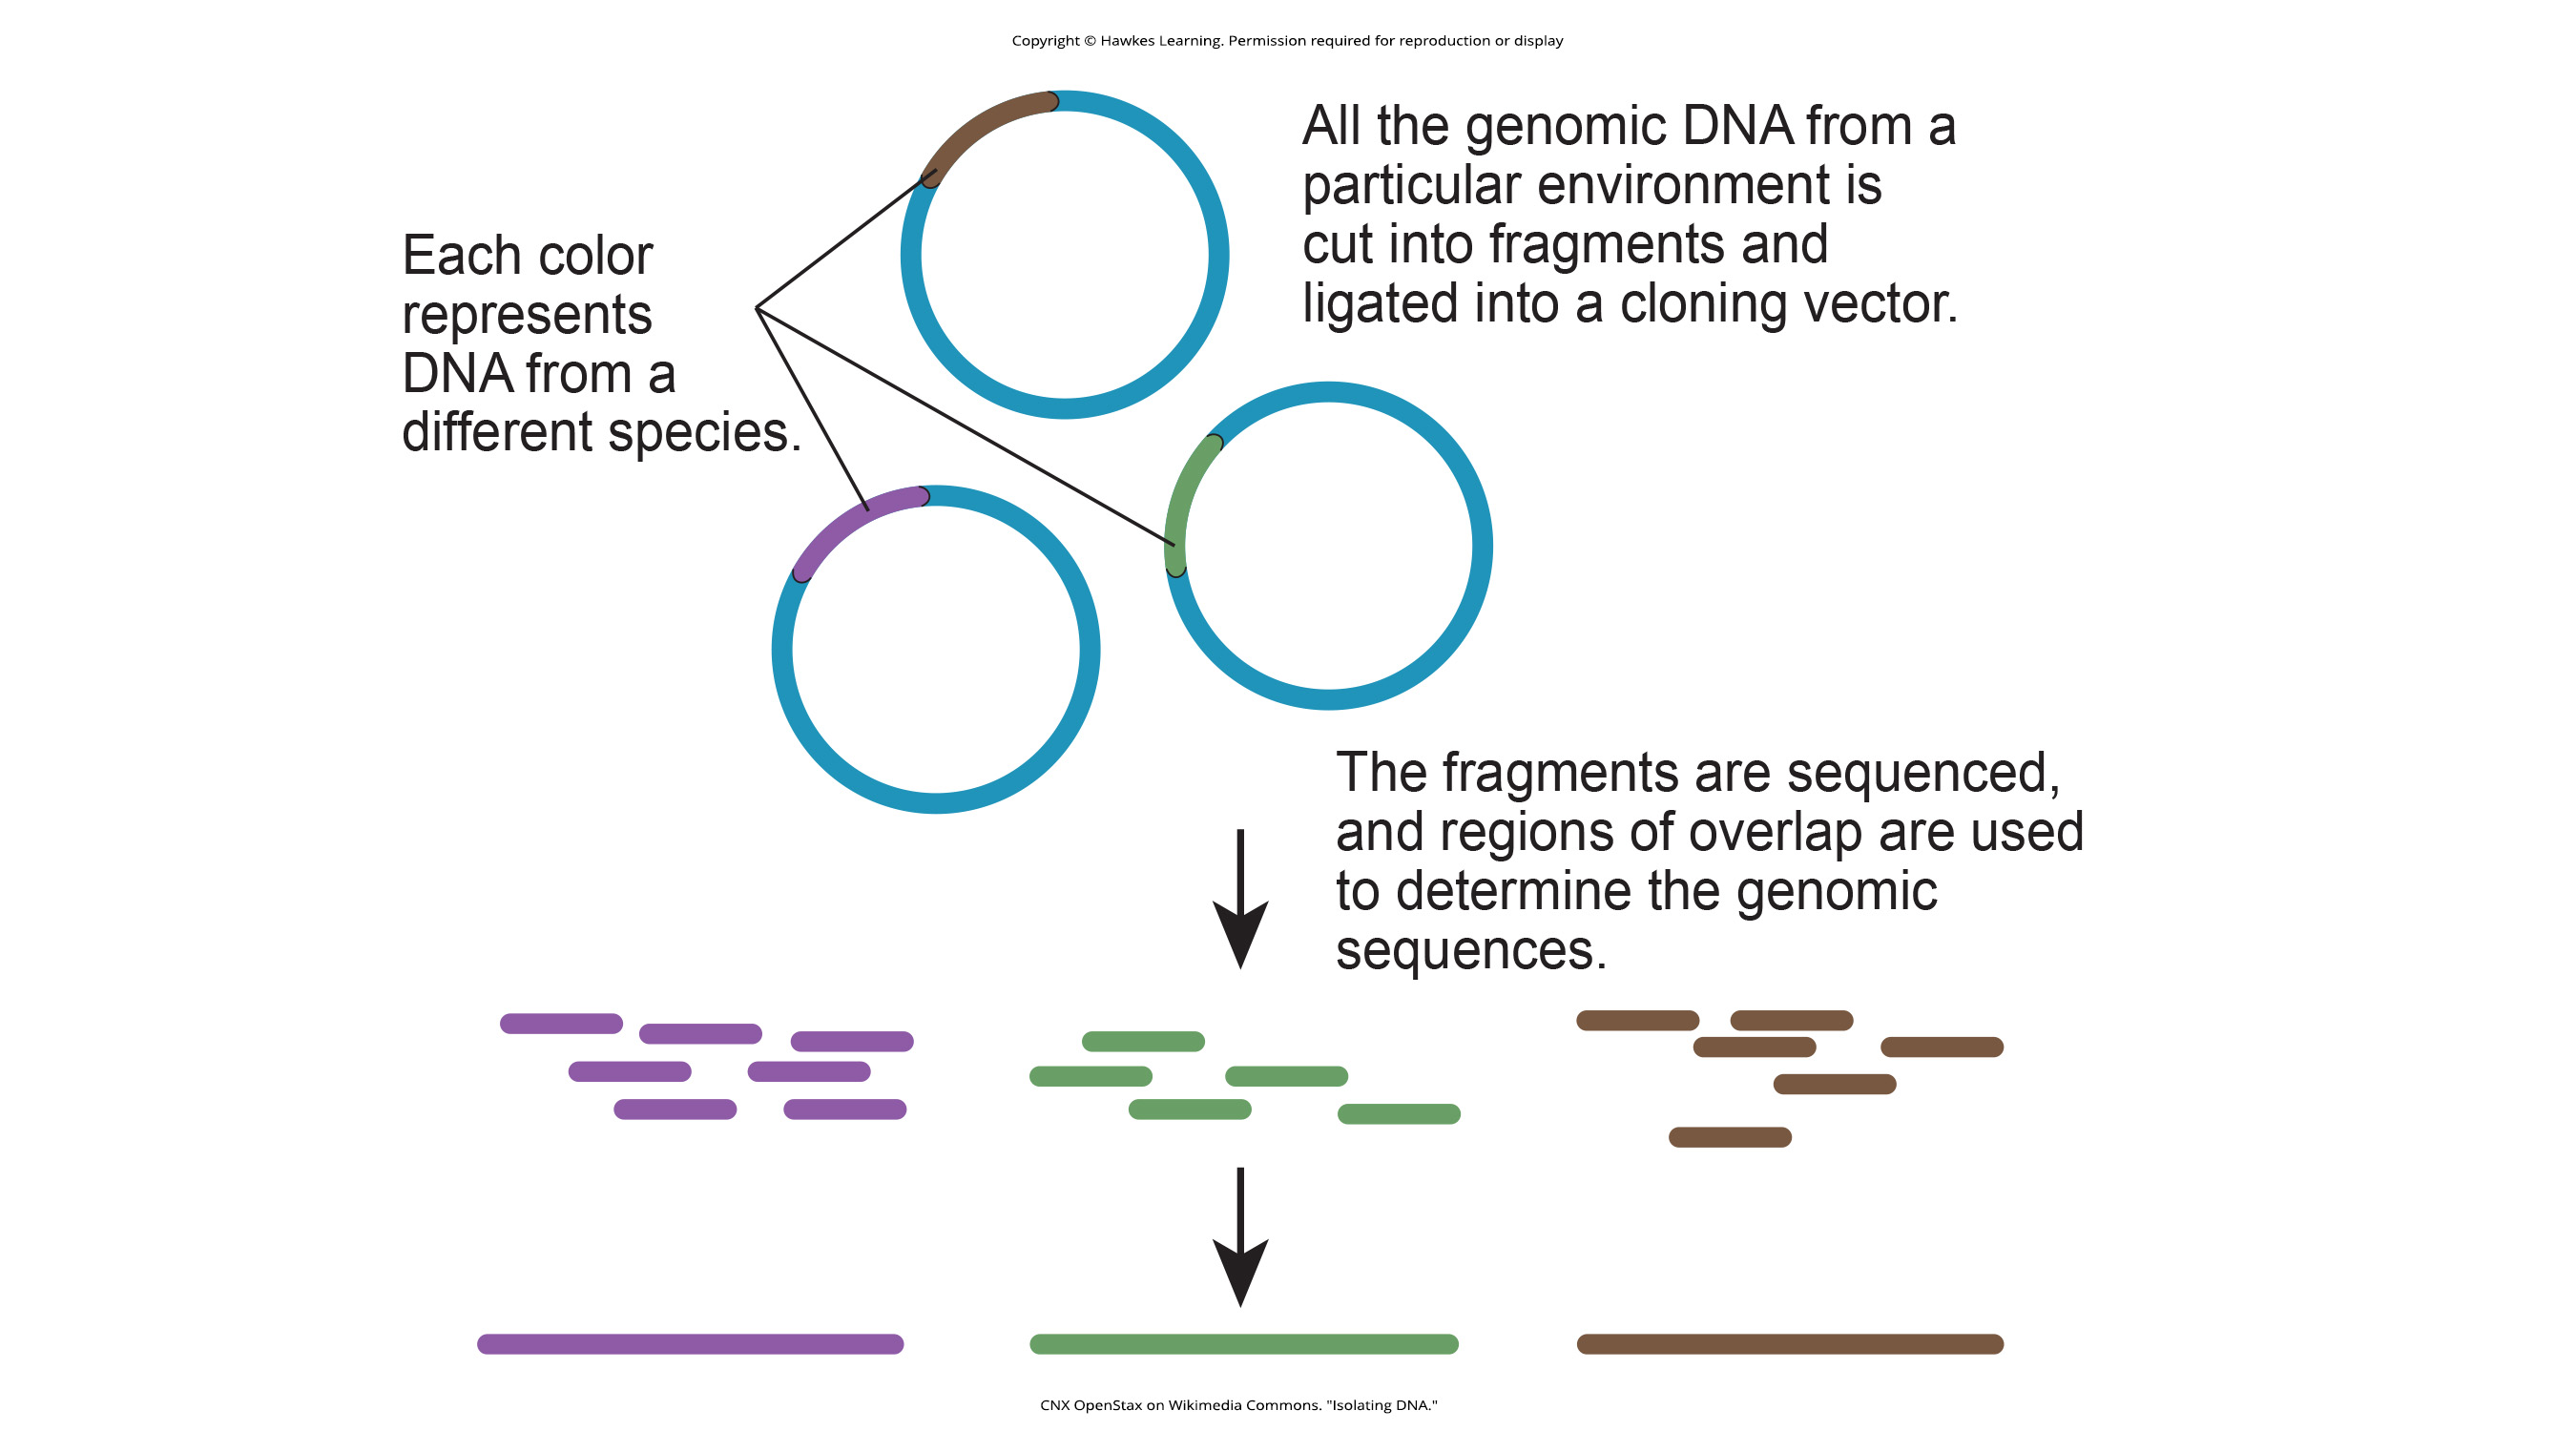 Copyright © Hawkes Learning. Permission required for reproduction or display
All the genomic DNA from a
particular environment is
cut into fragments and
ligated into a cloning vector.
Each color
represents
DNA from a
different species.
The fragments are sequenced,
and regions of overlap are used
to determine the genomic
sequences.
CNX OpenStax on Wikimedia Commons. "Isolating DNA."